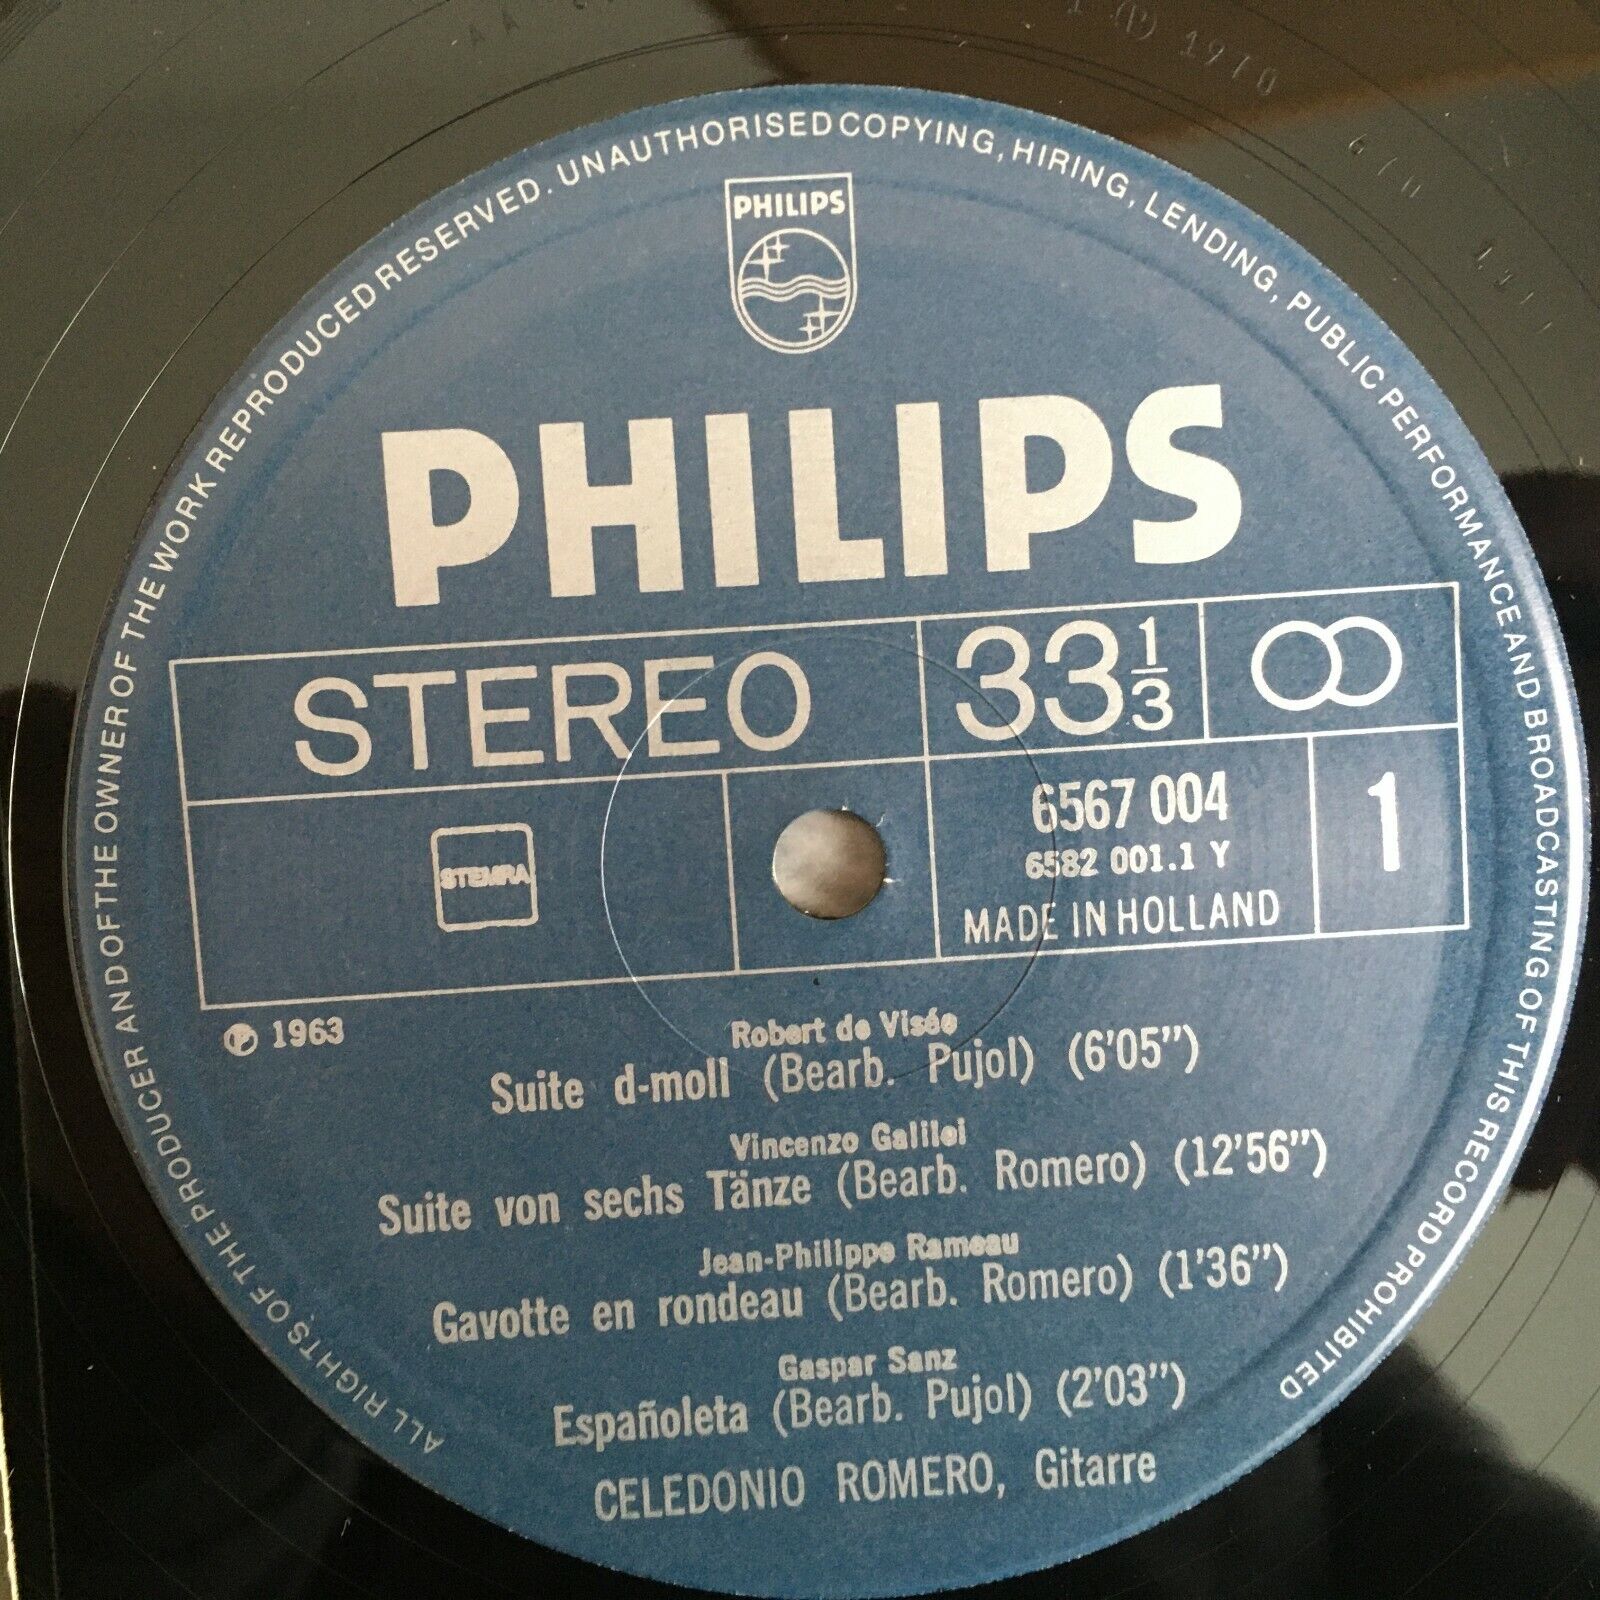 1 Ⓟ 1970
ALL RIGHTS OF THE PRODUCER AND OF THE OWNER OF THE WORK REPRODUCED RESERVED. UNAUTHORISED COPYING, HIRING, LENDING, PUBLIC PERFORMANCE AND BROADCASTING OF THIS RECORD PROHIBITED
PHILIPS
PHILIPS
STEREO
33 1/3
STEMRA
6567 004
6582 001.1 Y
MADE IN HOLLAND
1
Ⓟ 1963
Robert de Visée
Suite d-moll (Bearb. Pujol) (6'05")
Vincenzo Galilei
Suite von sechs Tänze (Bearb. Romero) (12'56")
Jean-Philippe Rameau
Gavotte en rondeau (Bearb. Romero) (1'36")
Gaspar Sanz
Españoleta (Bearb. Pujol) (2'03")
CELEDONIO ROMERO, Gitarre